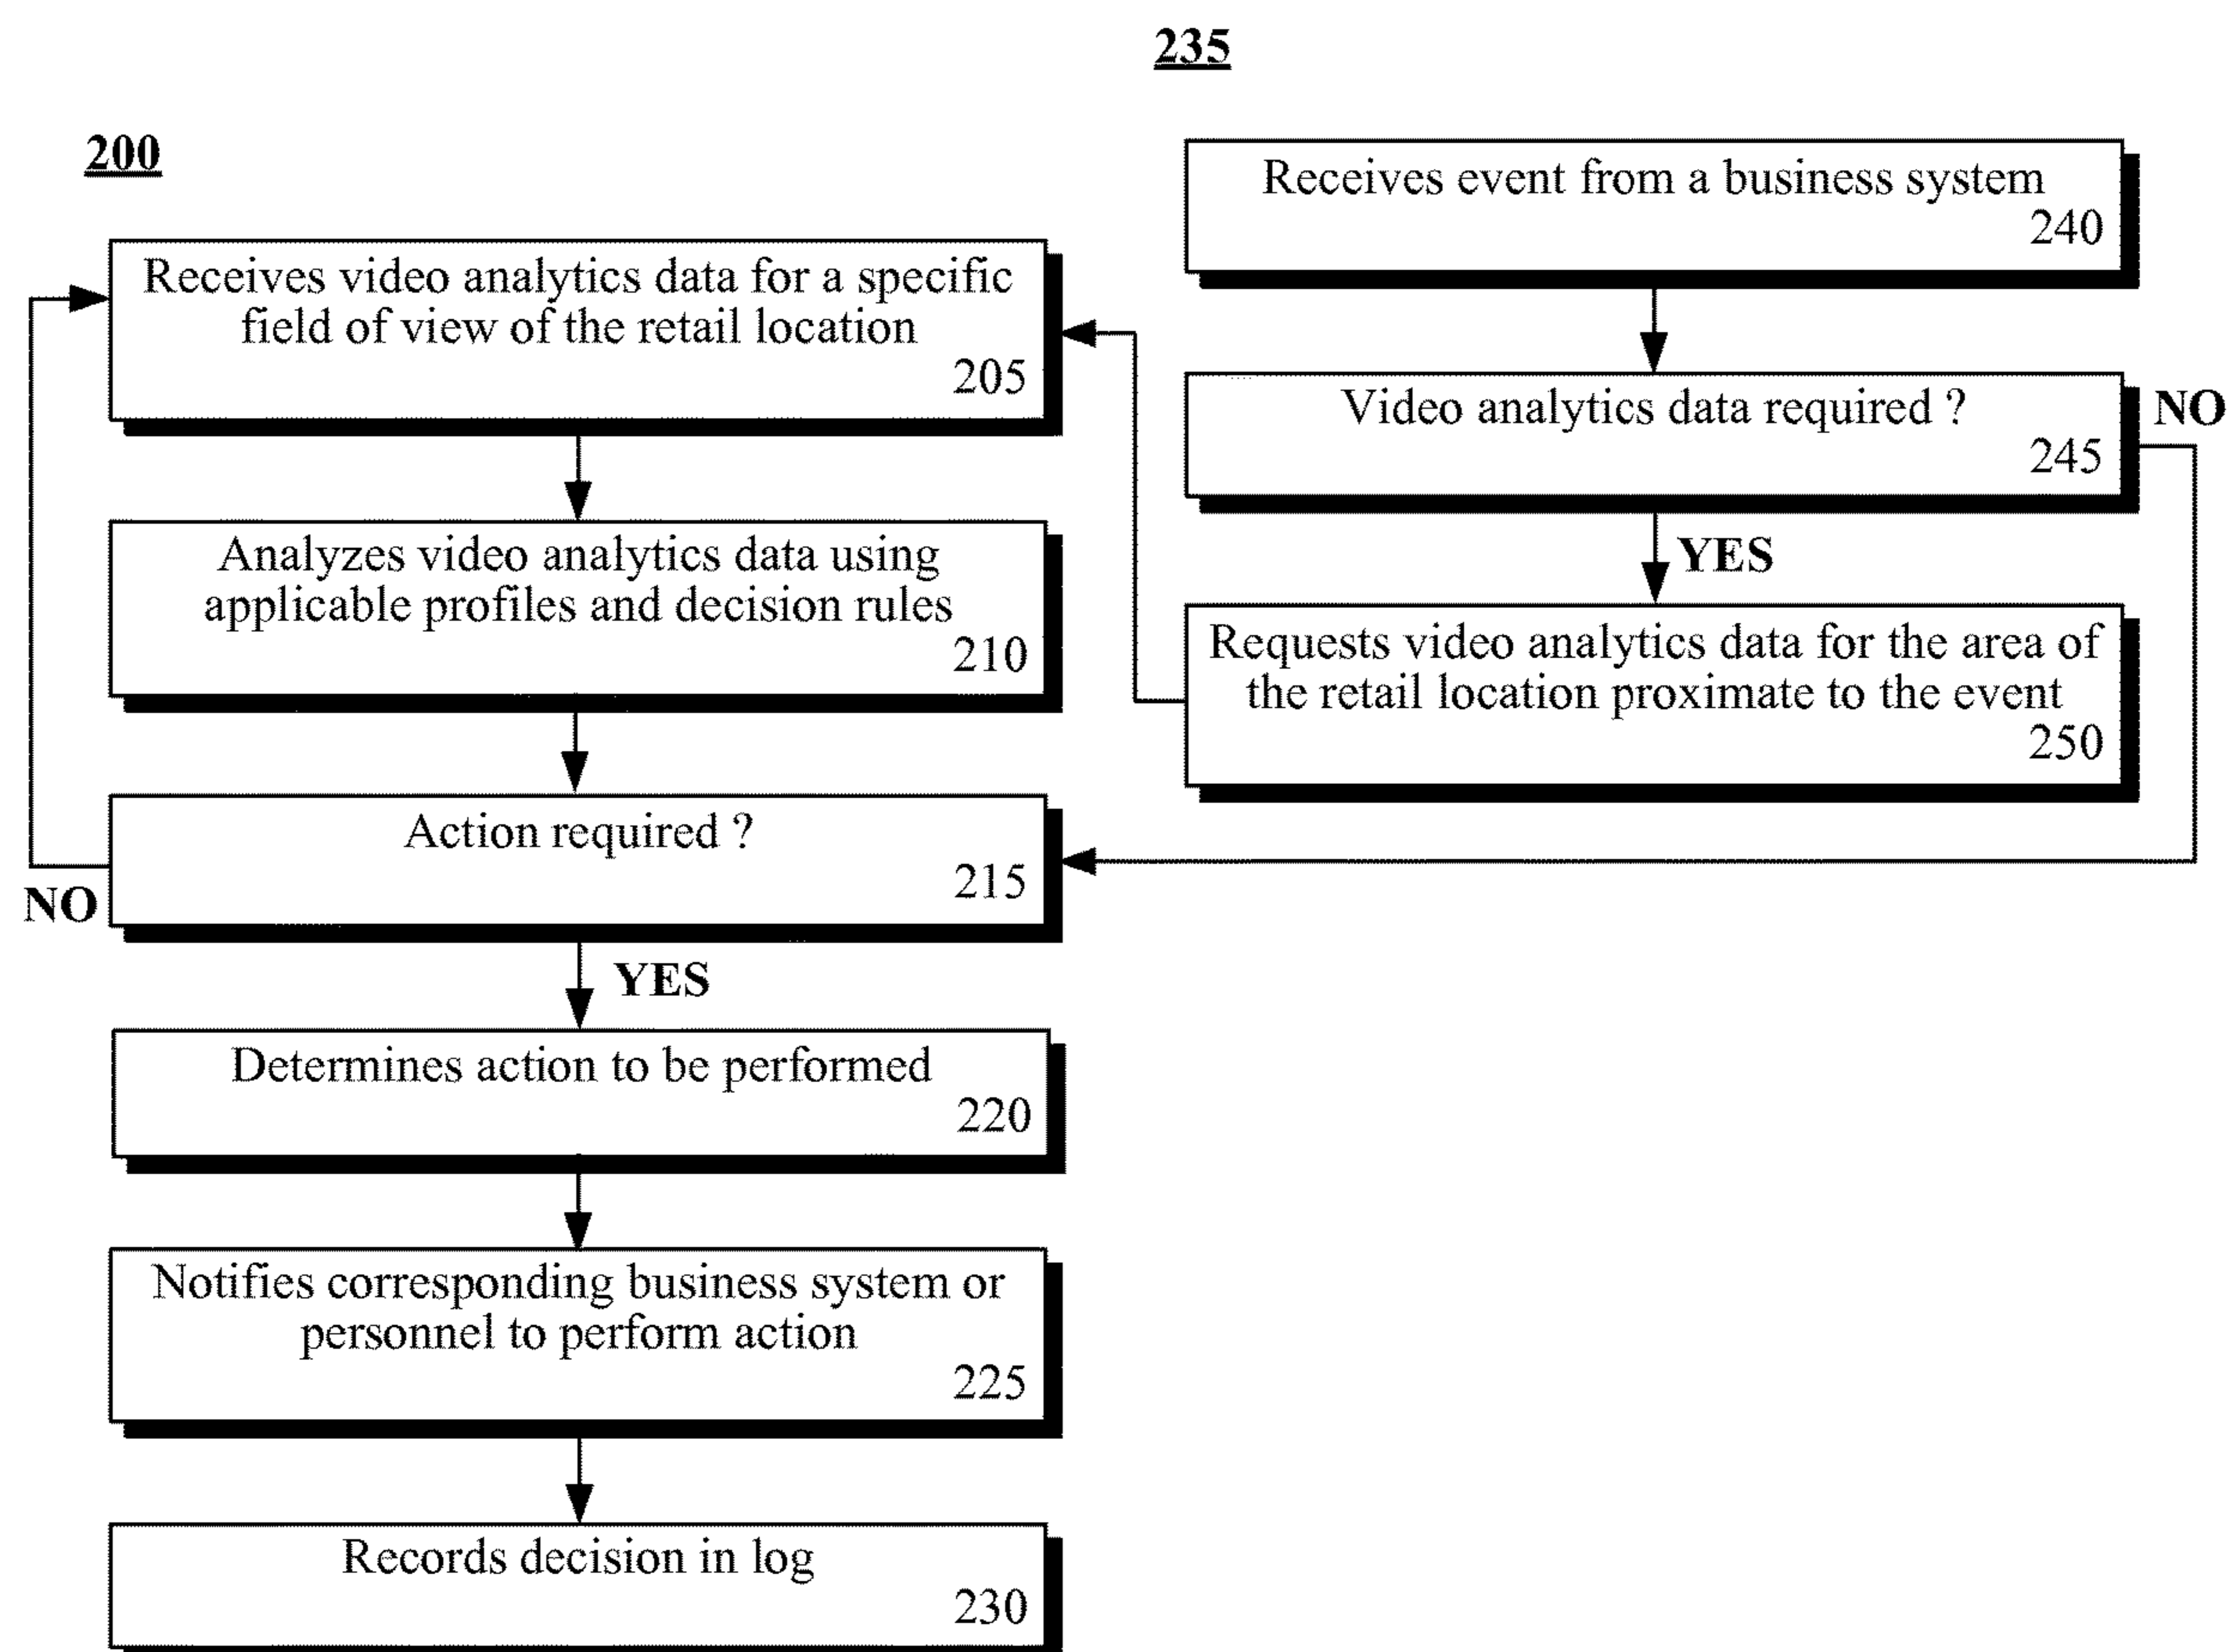 200
Receives video analytics data for a specific
field of view of the retail location
205
Analyzes video analytics data using
applicable profiles and decision rules
210
Action required ?
215
NO
YES
Determines action to be performed
220
Notifies corresponding business system or
personnel to perform action
225
Records decision in log
230
235
Receives event from a business system
240
Video analytics data required ?
245
NO
YES
Requests video analytics data for the area of
the retail location proximate to the event
250